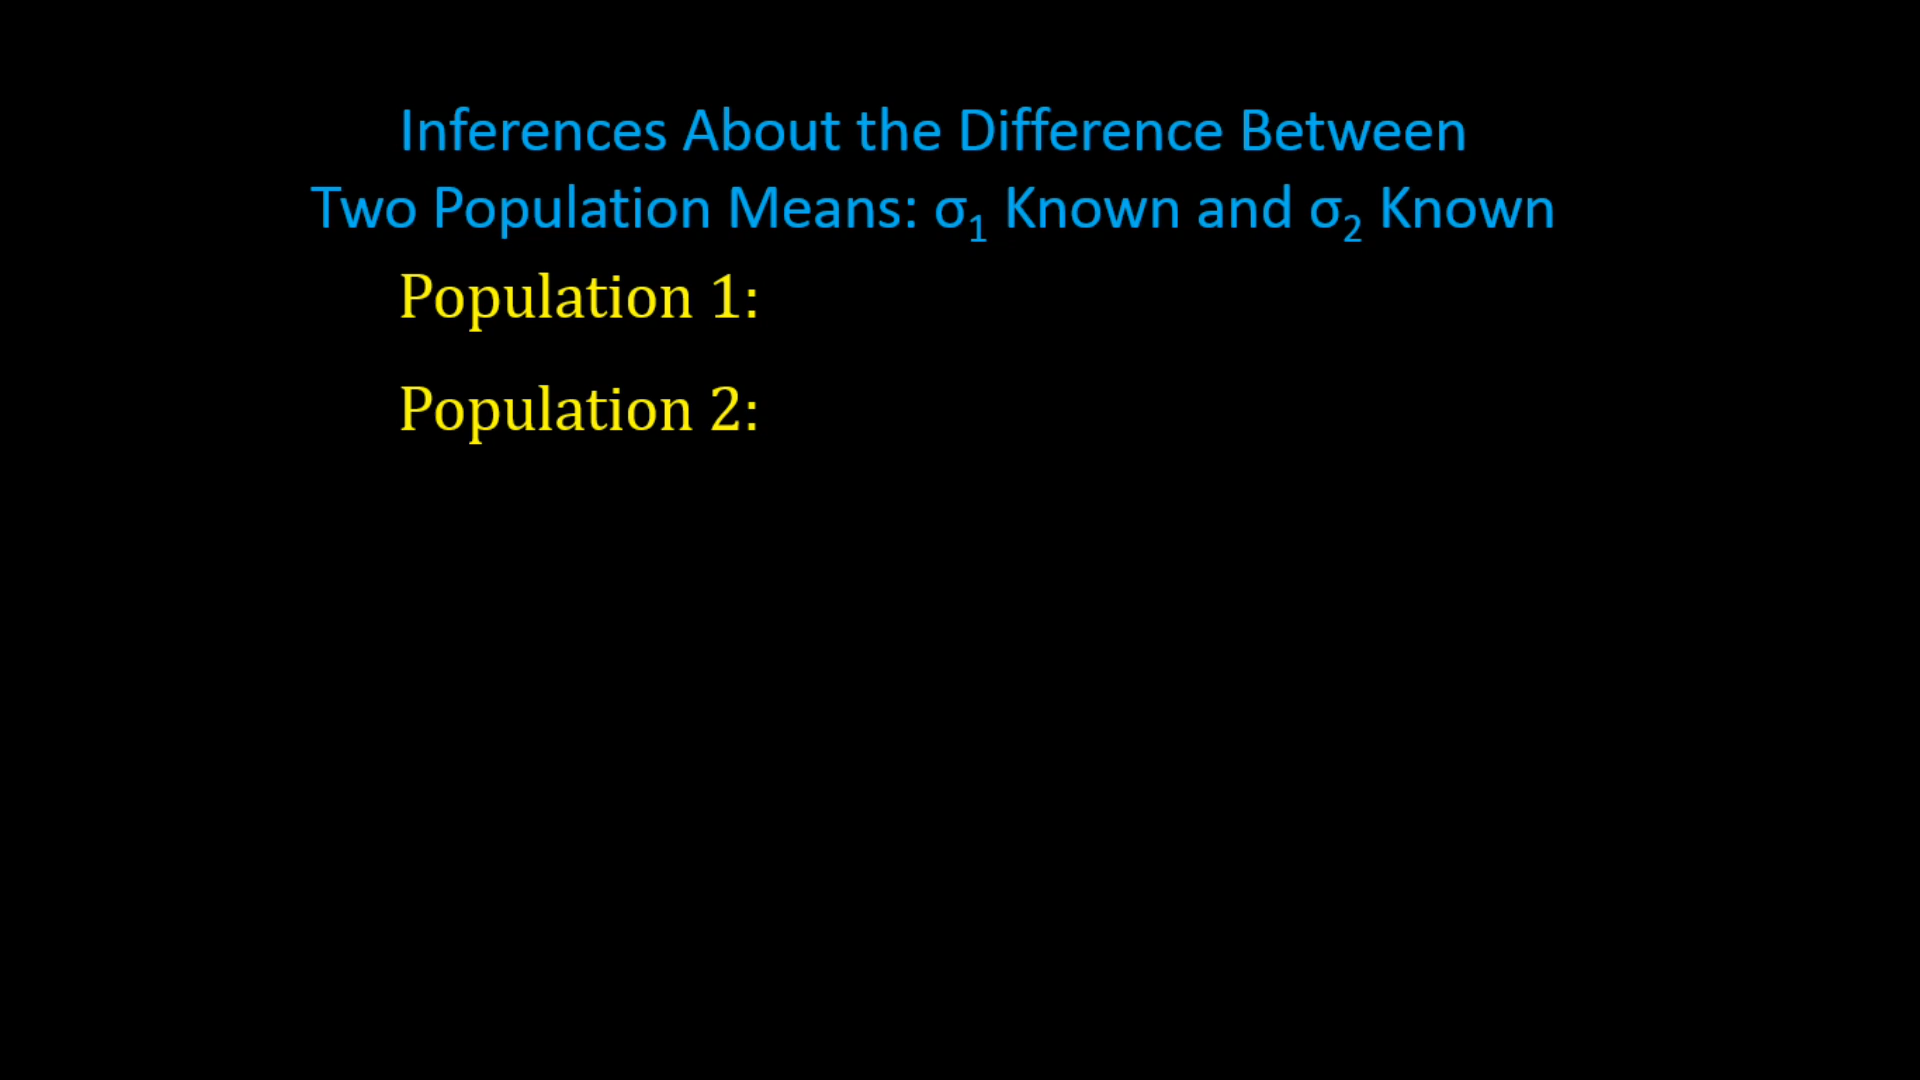 Inferences About the Difference Between
Two Population Means: σ₁ Known and σ₂ Known
Population 1:
Population 2: